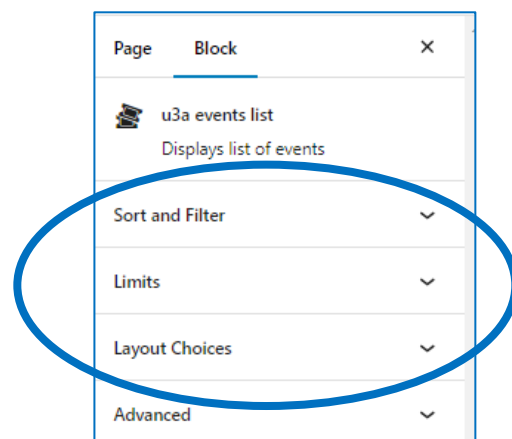 Page Block
u3a events list
Displays list of events
Sort and Filter
Limits
Layout Choices
Advanced